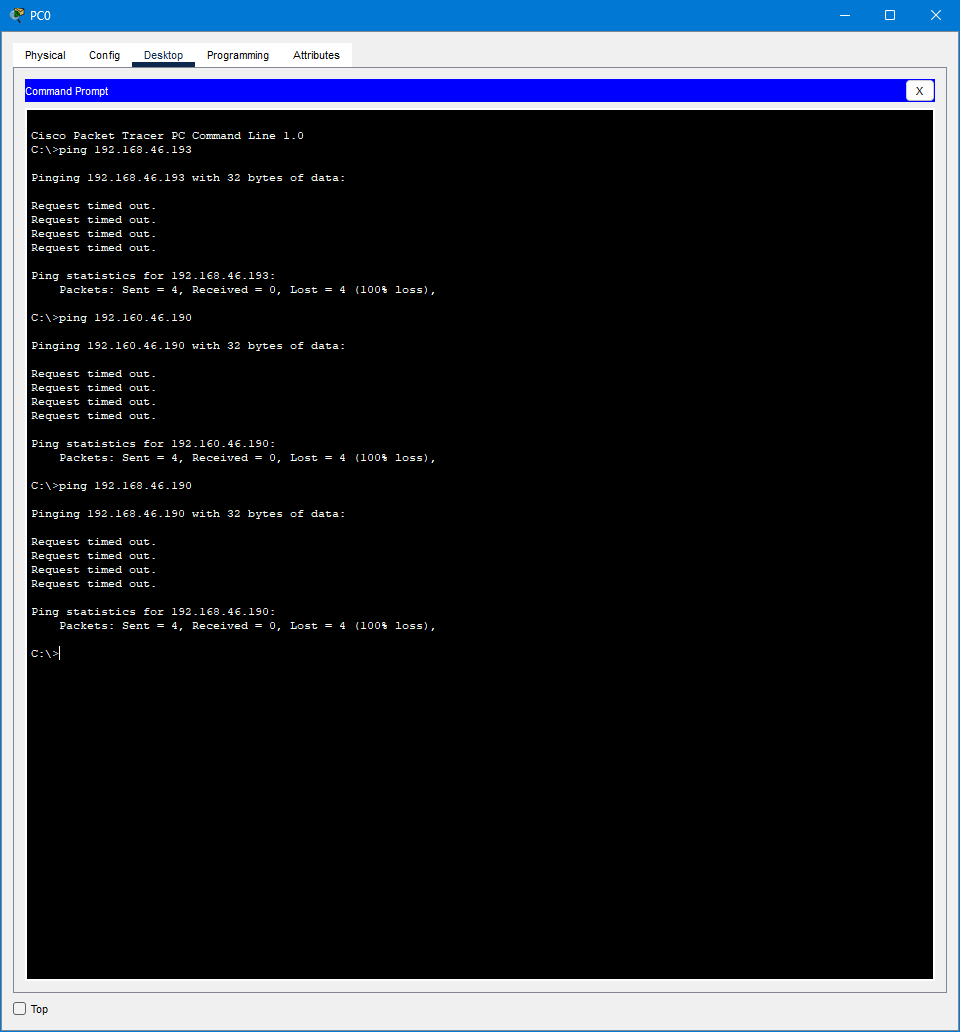 PC0
Physical Config Desktop Programming Attributes
Command Prompt X
Cisco Packet Tracer PC Command Line 1.0
C:\>ping 192.168.46.193
Pinging 192.168.46.193 with 32 bytes of data:
Request timed out.
Request timed out.
Request timed out.
Request timed out.
Ping statistics for 192.168.46.193:
Packets: Sent = 4, Received = 0, Lost = 4 (100% loss),
C:\>ping 192.160.46.190
Pinging 192.160.46.190 with 32 bytes of data:
Request timed out.
Request timed out.
Request timed out.
Request timed out.
Ping statistics for 192.160.46.190:
Packets: Sent = 4, Received = 0, Lost = 4 (100% loss),
C:\>ping 192.168.46.190
Pinging 192.168.46.190 with 32 bytes of data:
Request timed out.
Request timed out.
Request timed out.
Request timed out.
Ping statistics for 192.168.46.190:
Packets: Sent = 4, Received = 0, Lost = 4 (100% loss),
C:\>
Top